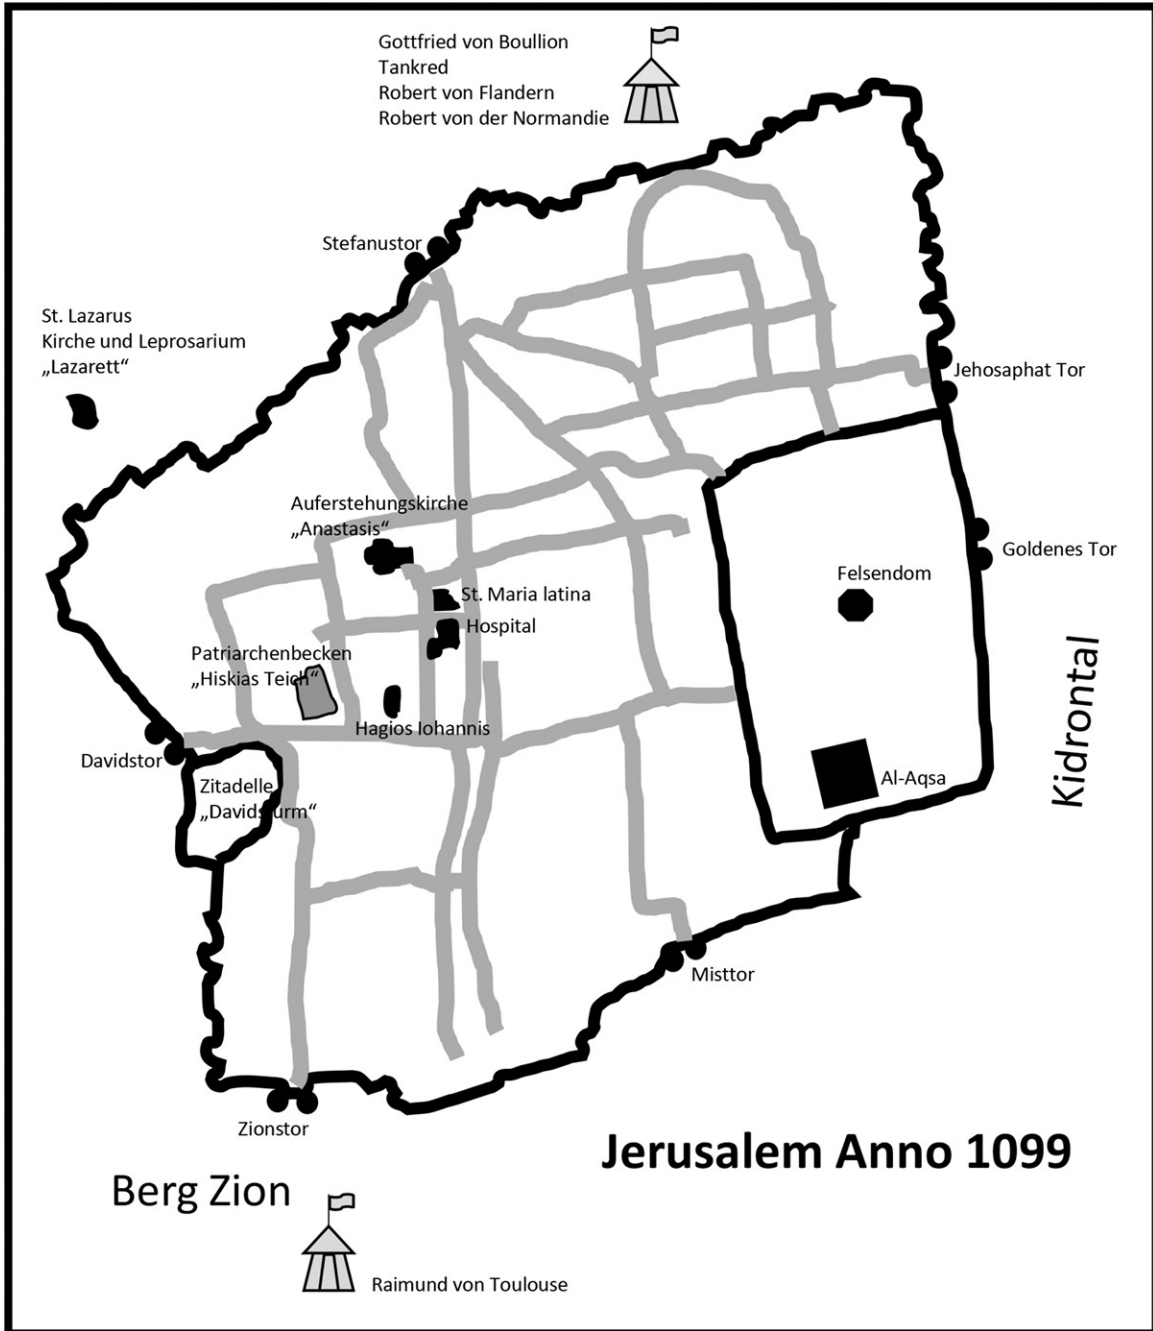 Gottfried von Boullion
Tankred
Robert von Flandern
Robert von der Normandie
Stefanustor
St. Lazarus
Kirche und Leprosarium
„Lazarett“
Jehosaphat Tor
Auferstehungskirche
„Anastasis“
Goldenes Tor
Felsendom
St. Maria latina
Hospital
Patriarchenbecken
„Hiskias Teich“
Kidrontal
Hagios Iohannis
Davidstor
Zitadelle
„Davidsturm“
Al-Aqsa
Misttor
Zionstor
Jerusalem Anno 1099
Berg Zion
Raimund von Toulouse